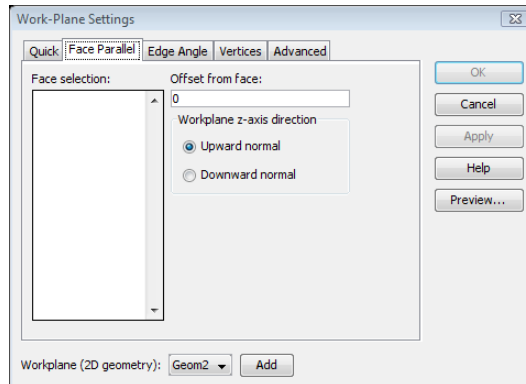 Work-Plane Settings
Quick Face Parallel Edge Angle Vertices Advanced
Face selection:
Offset from face:
0
Workplane z-axis direction
Upward normal
Downward normal
OK
Cancel
Apply
Help
Preview...
Workplane (2D geometry): Geom2 Add